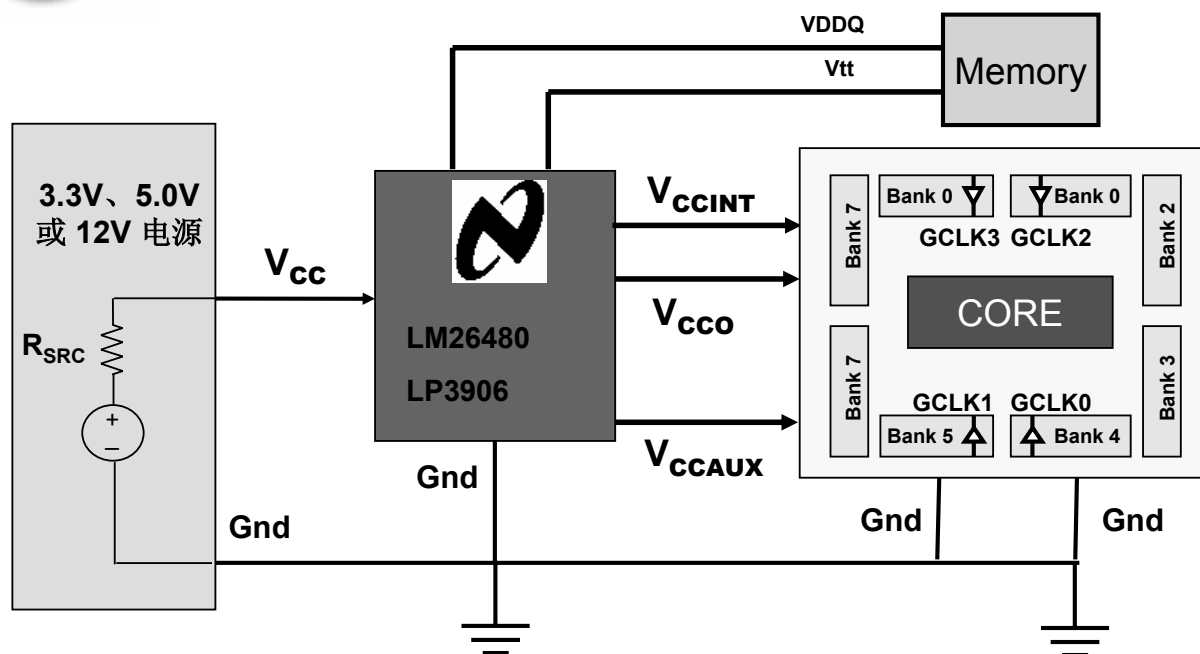 VDDQ
Vtt
Memory
3.3V、5.0V
或 12V 电源
VCC
RSRC
+
–
Gnd
LM26480
LP3906
Gnd
VCCINT
VCCO
VCCAUX
Bank 7
Bank 0
Bank 0
Bank 2
GCLK3 GCLK2
CORE
Bank 7
GCLK1 GCLK0
Bank 3
Bank 5
Bank 4
Gnd
Gnd